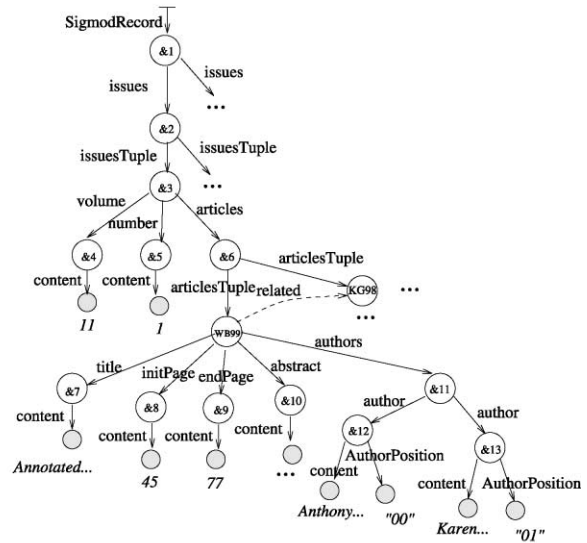 SigmodRecord
&1
issues
issues
...
&2
issuesTuple
issuesTuple
...
&3
volume
number
articles
&4
&5
&6
articlesTuple
content
content
articlesTuple
related
KG98
...
11
1
...
WB99
authors
title
initPage
endPage
abstract
&7
&8
&9
&10
&11
author
author
content
content
content
content
&12
&13
Annotated...
45
77
...
content
AuthorPosition
content
AuthorPosition
Anthony...
"00"
Karen...
"01"